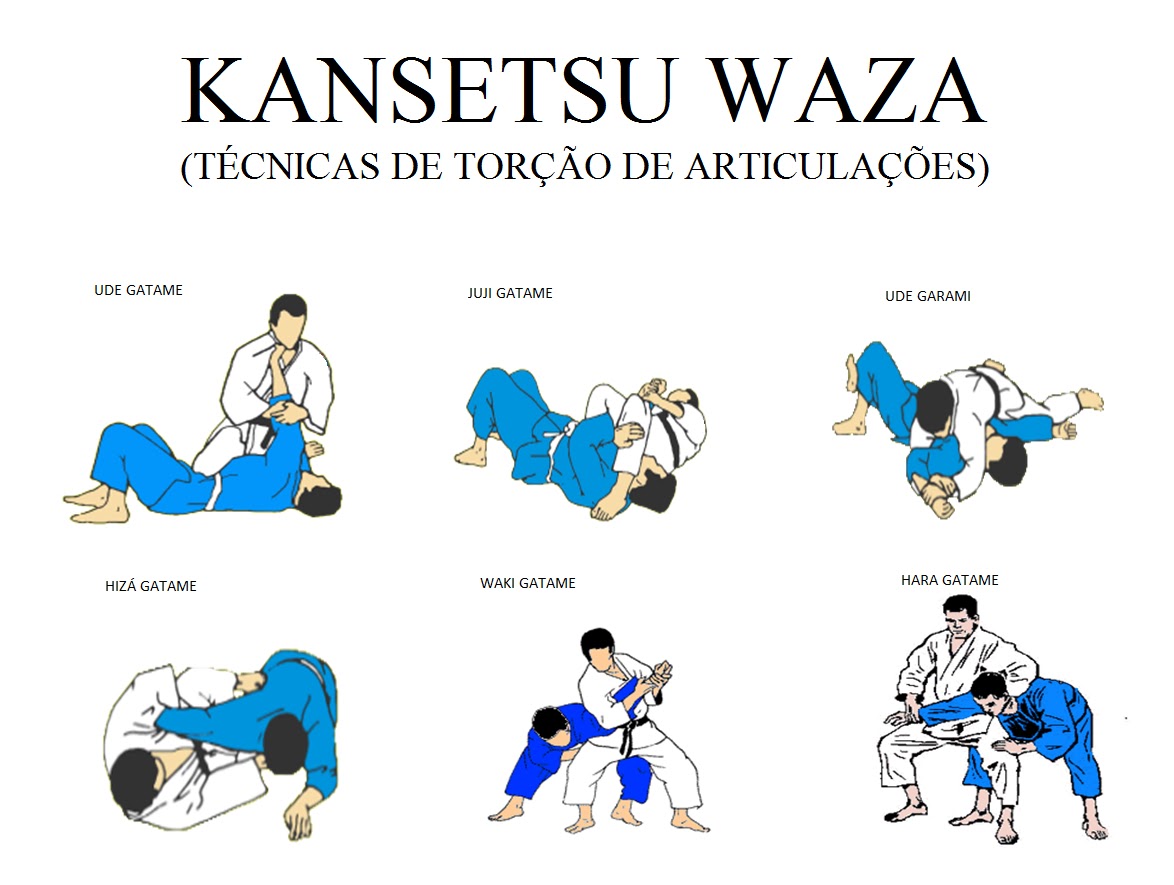 KANSETSU WAZA
(TÉCNICAS DE TORÇÃO DE ARTICULAÇÕES)
UDE GATAME
JUJI GATAME
UDE GARAMI
HIZÁ GATAME
WAKI GATAME
HARA GATAME